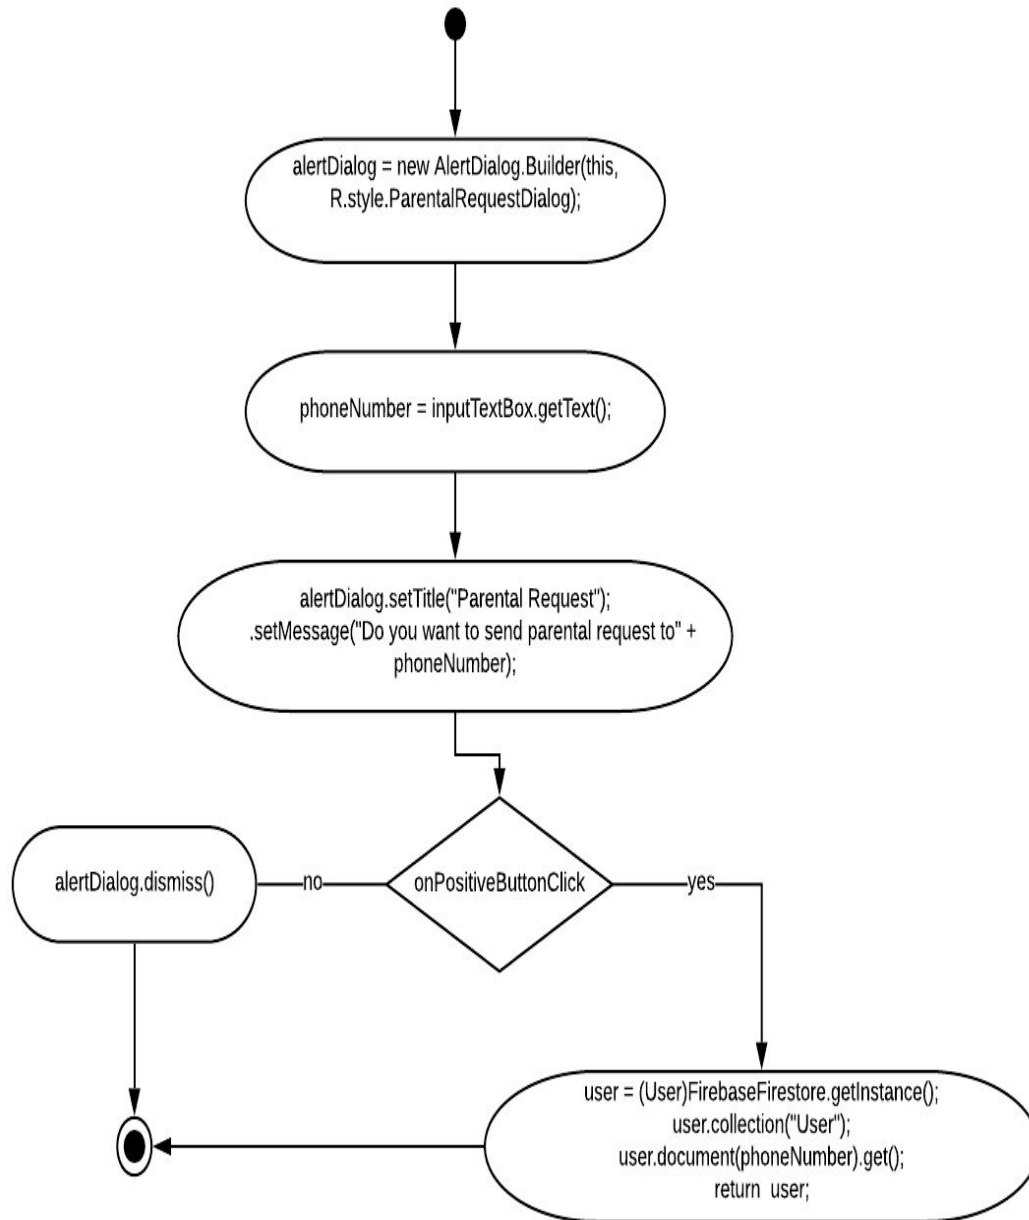 alertDialog = new AlertDialog.Builder(this,
R.style.ParentalRequestDialog);
phoneNumber = inputTextBox.getText();
alertDialog.setTitle("Parental Request");
.setMessage("Do you want to send parental request to" +
phoneNumber);
alertDialog.dismiss()
no
onPositiveButtonClick
yes
user = (User)FirebaseFirestore.getInstance();
user.collection("User");
user.document(phoneNumber).get();
return user;